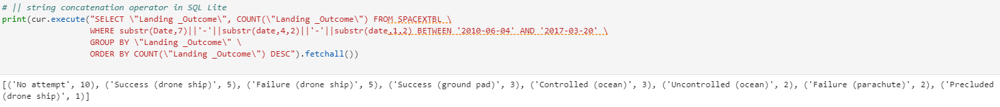 # || string concatenation operator in SQL Lite
print(cur.execute("SELECT \"Landing _Outcome\", COUNT(\"Landing _Outcome\") FROM SPACEXTBL \
WHERE substr(Date,7)||'-'||substr(date,4,2)||'-'||substr(date,1,2) BETWEEN '2010-06-04' AND '2017-03-20' \
GROUP BY \"Landing _Outcome\" \
ORDER BY COUNT(\"Landing _Outcome\") DESC").fetchall())
[('No attempt', 10), ('Success (drone ship)', 5), ('Failure (drone ship)', 5), ('Success (ground pad)', 3), ('Controlled (ocean)', 3), ('Uncontrolled (ocean)', 2), ('Failure (parachute)', 2), ('Precluded
(drone ship)', 1)]